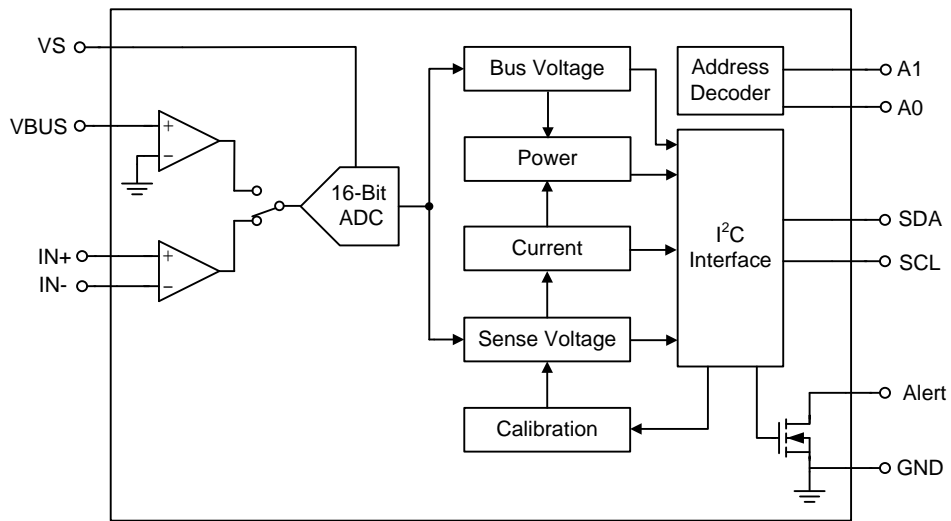 VS
VBUS
+
−
IN+
IN-
+
−
16-Bit
ADC
Bus Voltage
Power
Current
Sense Voltage
Calibration
Address
Decoder
I²C
Interface
A1
A0
SDA
SCL
Alert
GND